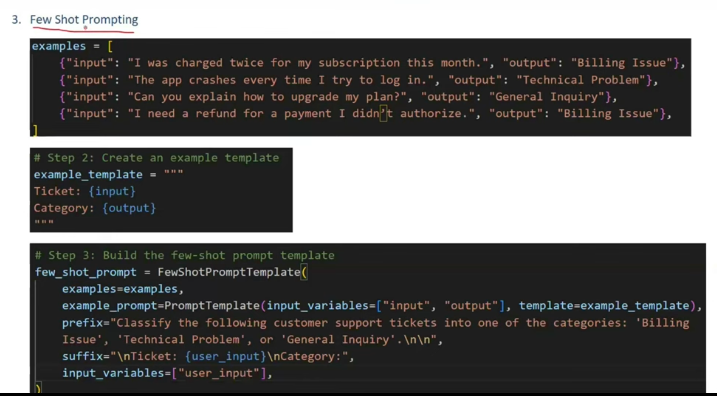 3. Few Shot Prompting
examples = [
{"input": "I was charged twice for my subscription this month.", "output": "Billing Issue"},
{"input": "The app crashes every time I try to log in.", "output": "Technical Problem"},
{"input": "Can you explain how to upgrade my plan?", "output": "General Inquiry"},
{"input": "I need a refund for a payment I didn’t authorize.", "output": "Billing Issue"},
]
# Step 2: Create an example template
example_template = """
Ticket: {input}
Category: {output}
"""
# Step 3: Build the few-shot prompt template
few_shot_prompt = FewShotPromptTemplate(
examples=examples,
example_prompt=PromptTemplate(input_variables=["input", "output"], template=example_template),
prefix="Classify the following customer support tickets into one of the categories: 'Billing
Issue', 'Technical Problem', or 'General Inquiry'.\n\n",
suffix="\nTicket: {user_input}\nCategory:",
input_variables=["user_input"],
)